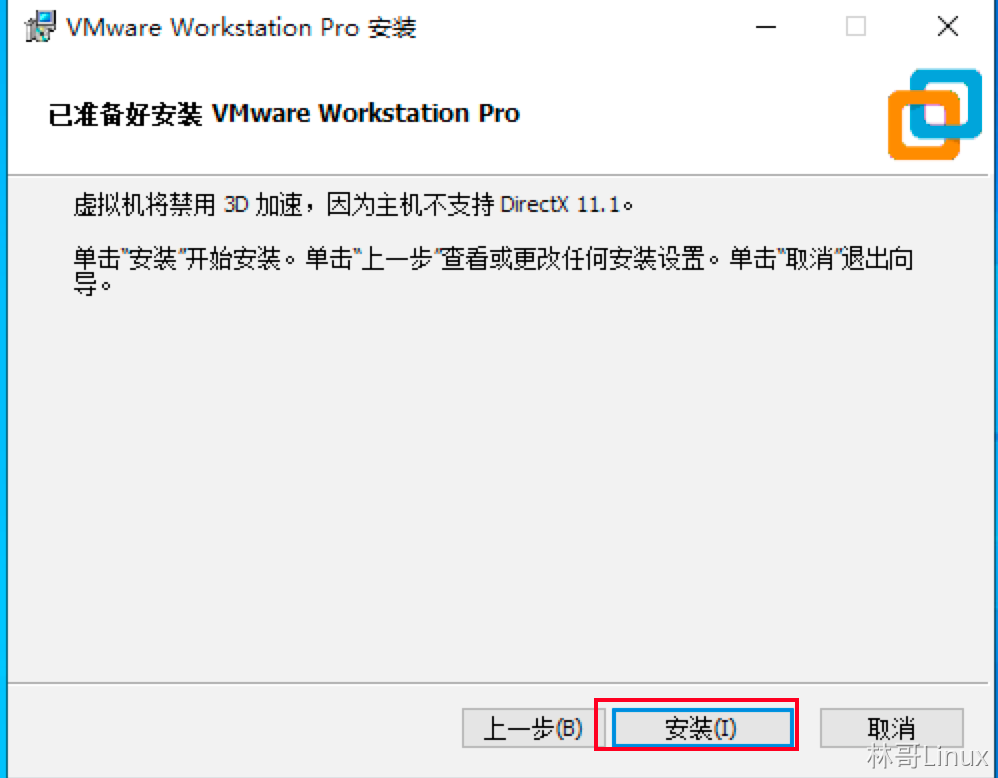 VMware Workstation Pro 安装
已准备好安装 VMware Workstation Pro
虚拟机将禁用 3D 加速，因为主机不支持 DirectX 11.1。
单击"安装"开始安装。单击"上一步"查看或更改任何安装设置。单击"取消"退出向
导。
上一步(B) 安装(I) 取消
林哥Linux